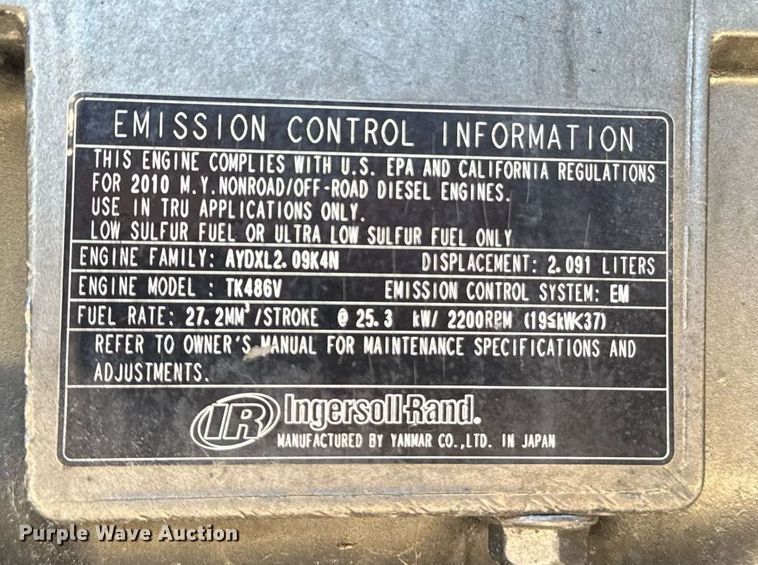 EMISSION CONTROL INFORMATION
THIS ENGINE COMPLIES WITH U.S. EPA AND CALIFORNIA REGULATIONS
FOR 2010 M.Y.NONROAD/OFF-ROAD DIESEL ENGINES.
USE IN TRU APPLICATIONS ONLY.
LOW SULFUR FUEL OR ULTRA LOW SULFUR FUEL ONLY
ENGINE FAMILY: AYDXL2.09K4N DISPLACEMENT: 2.091 LITERS
ENGINE MODEL : TK486V EMISSION CONTROL SYSTEM: EM
FUEL RATE: 27.2MM³/STROKE @ 25.3 kW/ 2200RPM (19≤kW<37)
REFER TO OWNER'S MANUAL FOR MAINTENANCE SPECIFICATIONS AND
ADJUSTMENTS.
IR Ingersoll-Rand.
MANUFACTURED BY YANMAR CO.,LTD. IN JAPAN
Purple Wave Auction